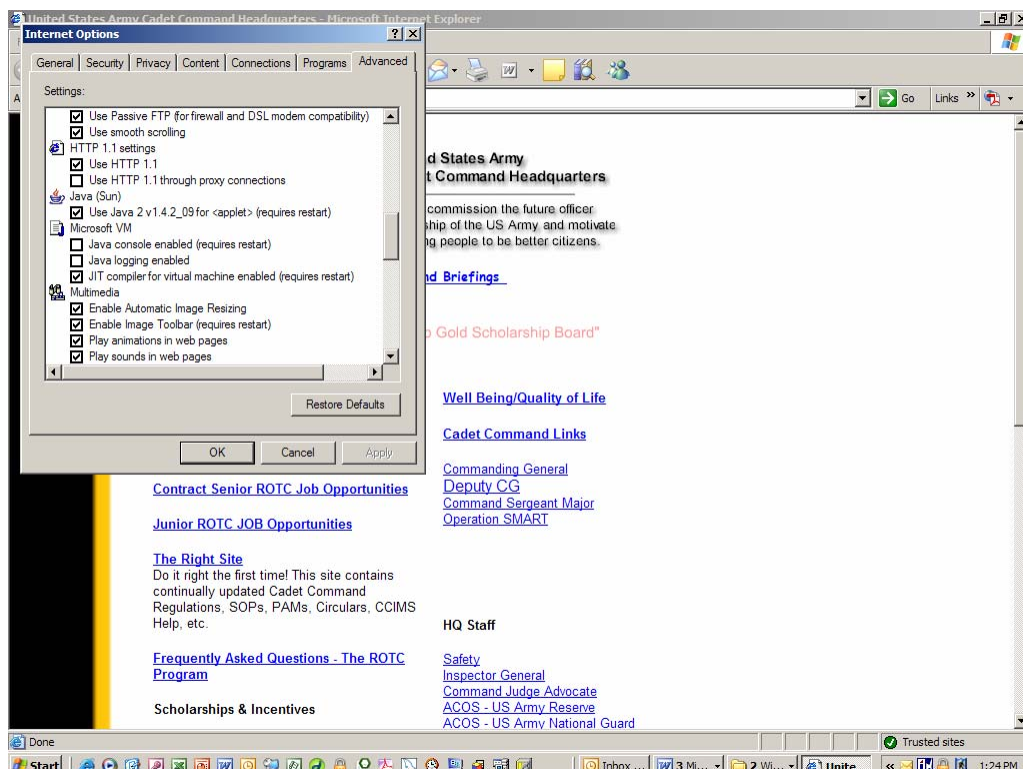 United States Army Cadet Command Headquarters - Microsoft Internet Explorer
Internet Options
General Security Privacy Content Connections Programs Advanced
Settings:
Use Passive FTP (for firewall and DSL modem compatibility)
Use smooth scrolling
HTTP 1.1 settings
Use HTTP 1.1
Use HTTP 1.1 through proxy connections
Java (Sun)
Use Java 2 v1.4.2_09 for <applet> (requires restart)
Microsoft VM
Java console enabled (requires restart)
Java logging enabled
JIT compiler for virtual machine enabled (requires restart)
Multimedia
Enable Automatic Image Resizing
Enable Image Toolbar (requires restart)
Play animations in web pages
Play sounds in web pages
Restore Defaults
OK Cancel Apply
Go Links »
d States Army
t Command Headquarters
commission the future officer
ship of the US Army and motivate
ng people to be better citizens.
nd Briefings
o Gold Scholarship Board"
Well Being/Quality of Life
Cadet Command Links
Commanding General
Deputy CG
Command Sergeant Major
Operation SMART
Contract Senior ROTC Job Opportunities
Junior ROTC JOB Opportunities
The Right Site
Do it right the first time! This site contains
continually updated Cadet Command
Regulations, SOPs, PAMs, Circulars, CCIMS
Help, etc.
Frequently Asked Questions - The ROTC
Program
Scholarships & Incentives
HQ Staff
Safety
Inspector General
Command Judge Advocate
ACOS - US Army Reserve
ACOS - US Army National Guard
Done
Trusted sites
Start
Inbox ... 3 Mi... 2 Wi... Unite... « 1:24 PM